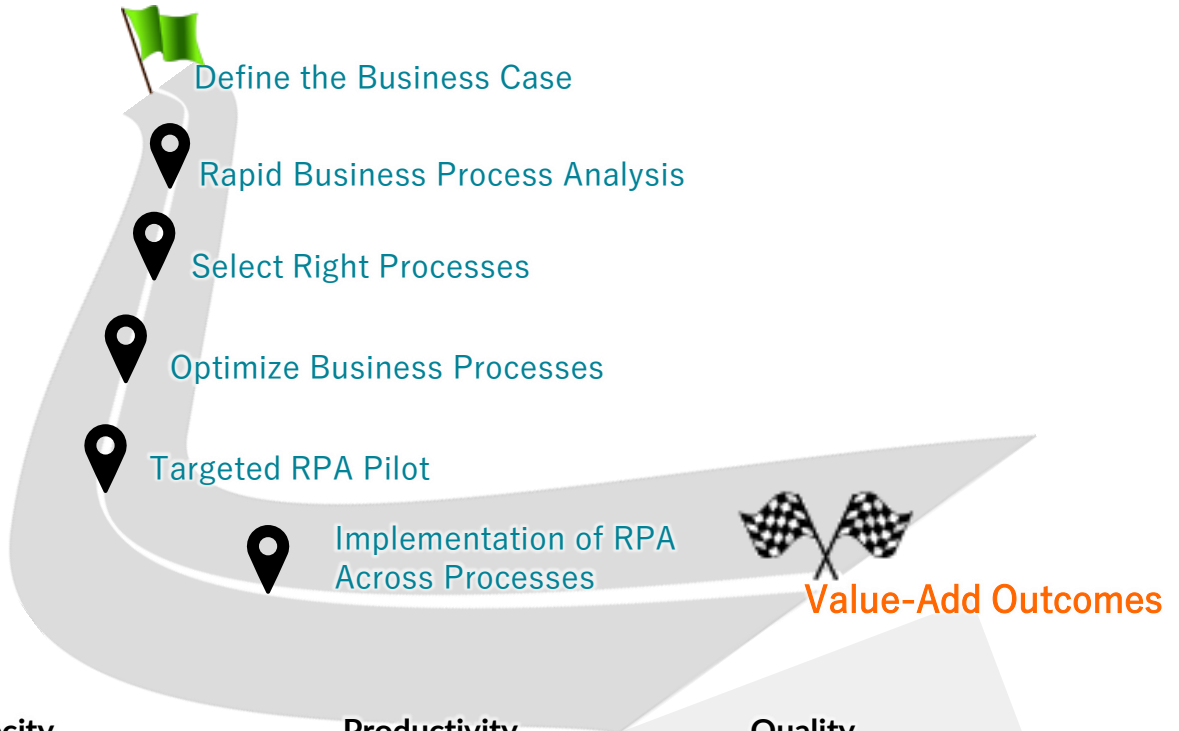 Define the Business Case
Rapid Business Process Analysis
Select Right Processes
Optimize Business Processes
Targeted RPA Pilot
Implementation of RPA
Across Processes
Value-Add Outcomes
Productivity Quality